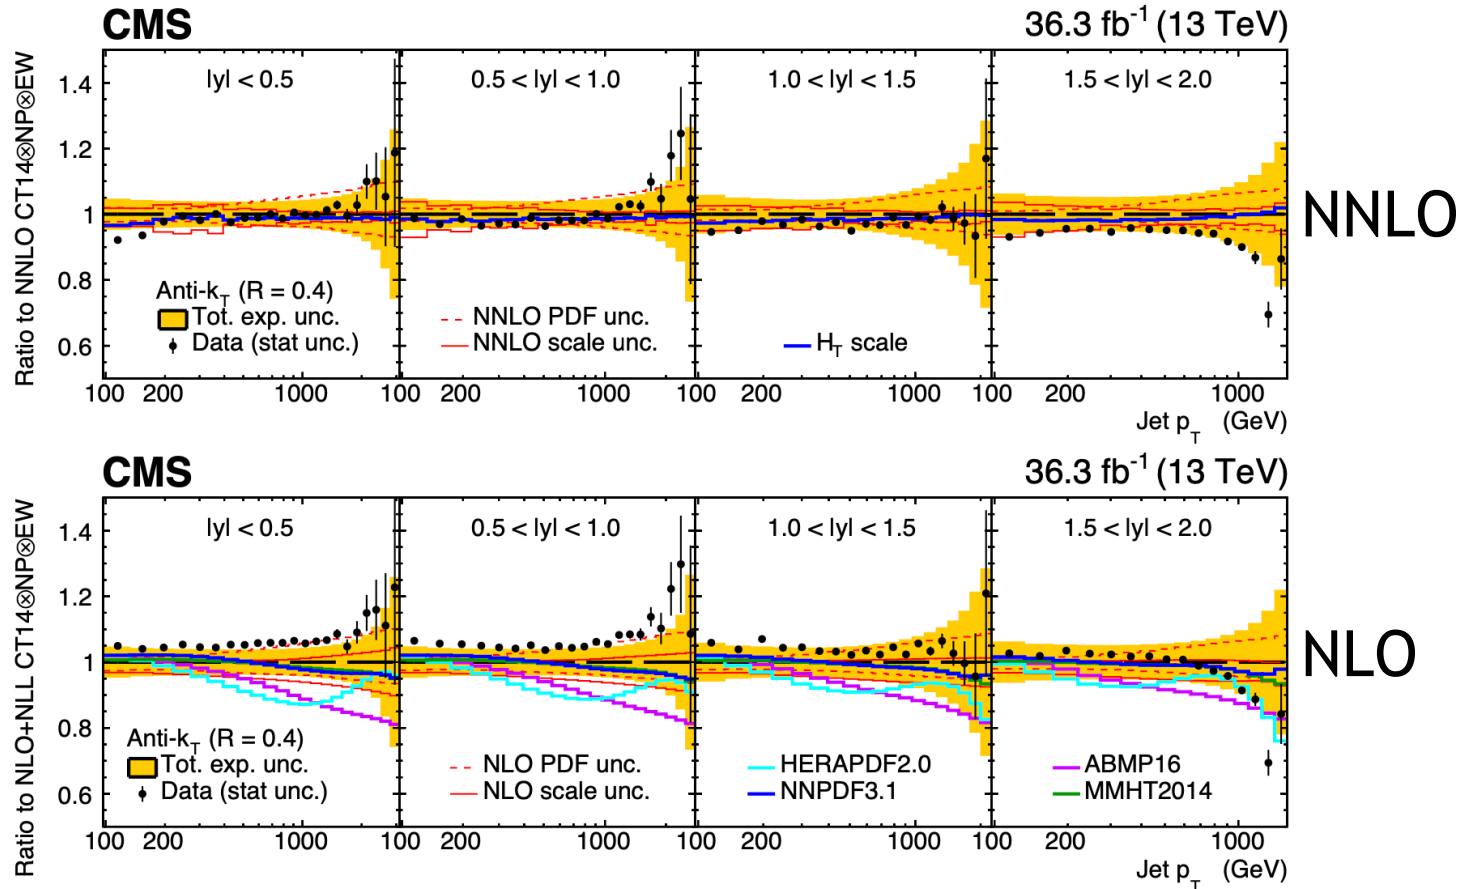 CMS 36.3 fb⁻¹ (13 TeV)
Ratio to NNLO CT14⊗NP⊗EW
1.4
1.2
1
0.8
0.6
|y| < 0.5
0.5 < |y| < 1.0
1.0 < |y| < 1.5
1.5 < |y| < 2.0
NNLO
Anti-k_T (R = 0.4)
Tot. exp. unc.
Data (stat unc.)
NNLO PDF unc.
NNLO scale unc.
H_T scale
100 200 1000 100 200 1000 100 200 1000 100 200 1000
Jet p_T (GeV)
CMS 36.3 fb⁻¹ (13 TeV)
Ratio to NLO+NLL CT14⊗NP⊗EW
1.4
1.2
1
0.8
0.6
|y| < 0.5
0.5 < |y| < 1.0
1.0 < |y| < 1.5
1.5 < |y| < 2.0
NLO
Anti-k_T (R = 0.4)
Tot. exp. unc.
Data (stat unc.)
NLO PDF unc.
NLO scale unc.
HERAPDF2.0
NNPDF3.1
ABMP16
MMHT2014
100 200 1000 100 200 1000 100 200 1000 100 200 1000
Jet p_T (GeV)